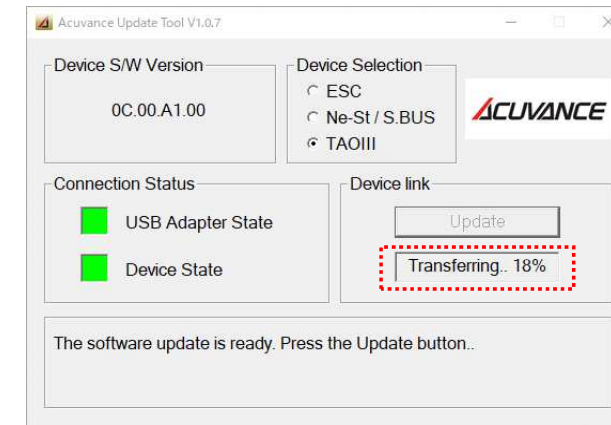 Acuvance Update Tool V1.0.7
Device S/W Version
0C.00.A1.00
Device Selection
ESC
Ne-St / S.BUS
TAOIII
ACUVANCE
Connection Status
USB Adapter State
Device State
Device link
Update
Transferring.. 18%
The software update is ready. Press the Update button..